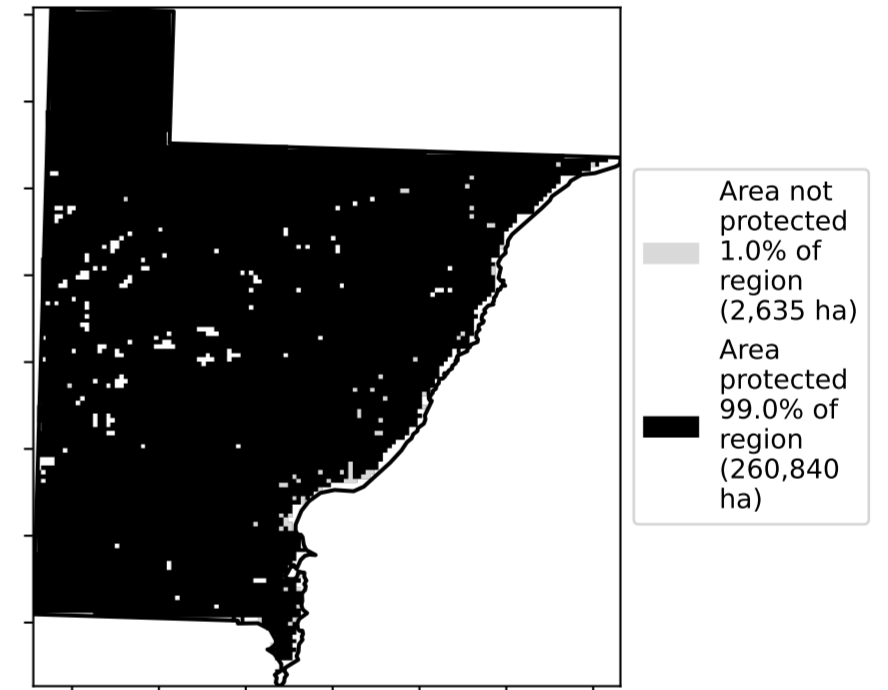 Area not
protected
1.0% of
region
(2,635 ha)
Area
protected
99.0% of
region
(260,840
ha)